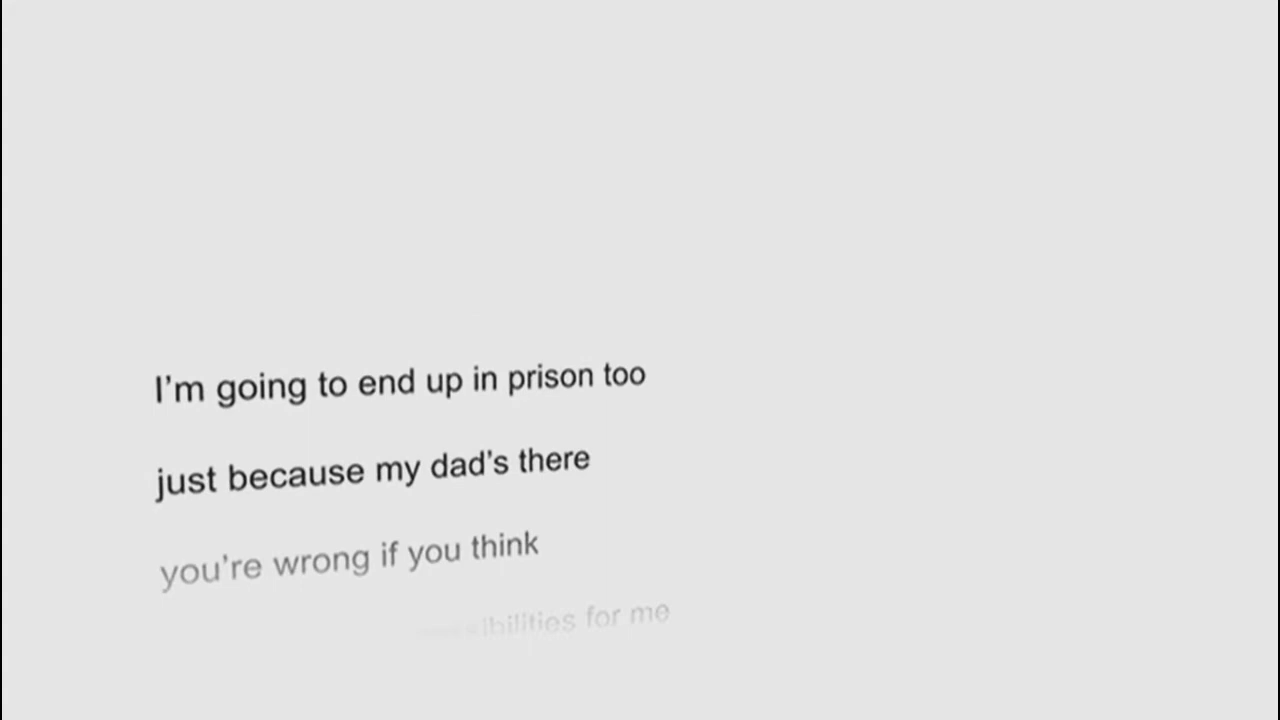 I'm going to end up in prison too
just because my dad's there
you're wrong if you think
for me